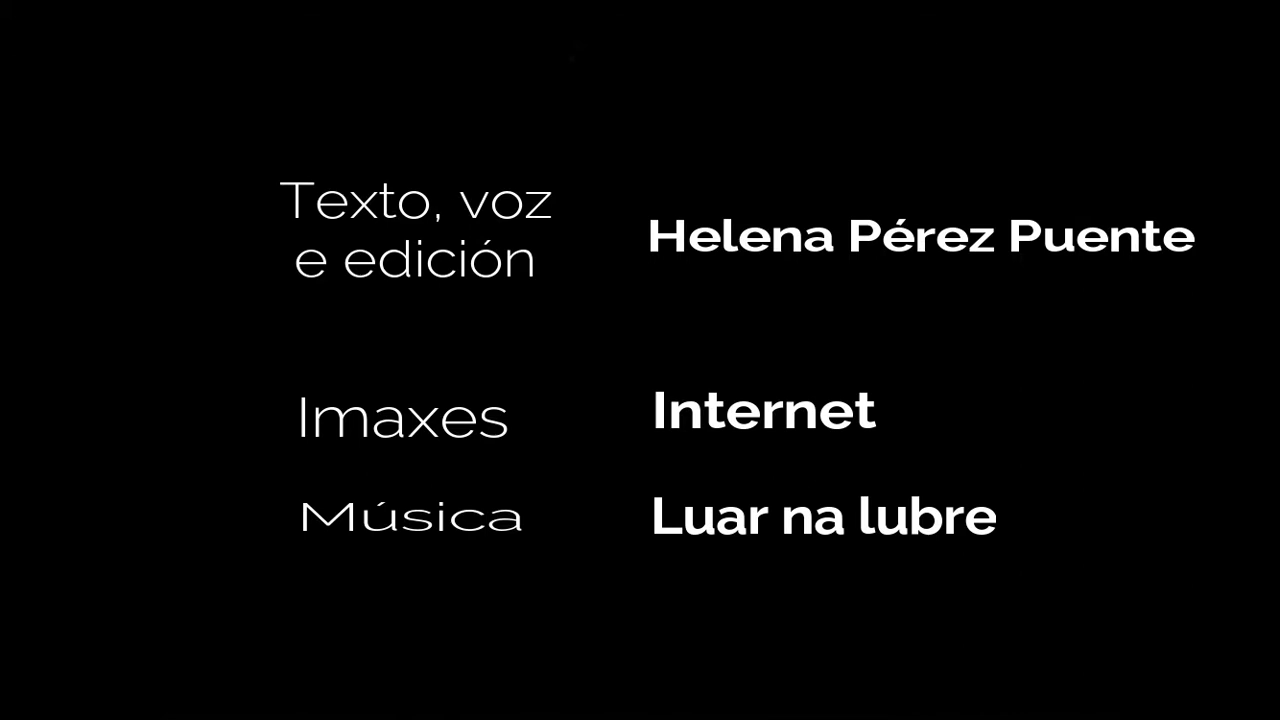 Texto, voz
e edición
Helena Pérez Puente
Imaxes
Internet
Música
Luar na lubre